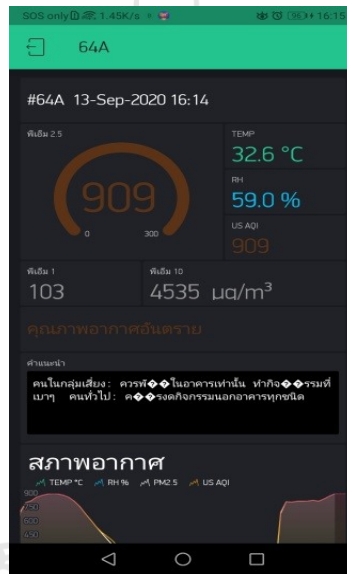 SOS only 1.45K/s 98 16:15
64A
#64A 13-Sep-2020 16:14
พีเอ็ม 2.5
909
0 300
TEMP
32.6 °C
RH
59.0 %
US AQI
909
พีเอ็ม 1
103
พีเอ็ม 10
4535 µg/m³
คุณภาพอากาศอันตราย
คำแนะนำ
คนในกลุ่มเสี่ยง: ควรพั��ในอาคารเท่านั้น ทำกิจ��รรมที่
เบาๆ คนทั่วไป: ค��รงดกิจกรรมนอกอาคารทุกชนิด
สภาพอากาศ
TEMP °C RH % PM2.5 US AQI
900
750
600
450